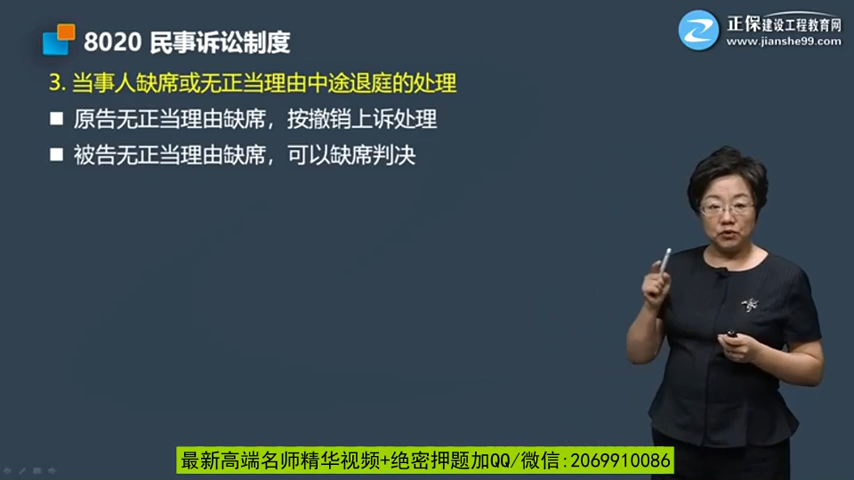 8020 民事诉讼制度
正保建设工程教育网
www.jianshe99.com
3. 当事人缺席或无正当理由中途退庭的处理
原告无正当理由缺席，按撤销上诉处理
被告无正当理由缺席，可以缺席判决
最新高端名师精华视频+绝密押题加QQ/微信:2069910086